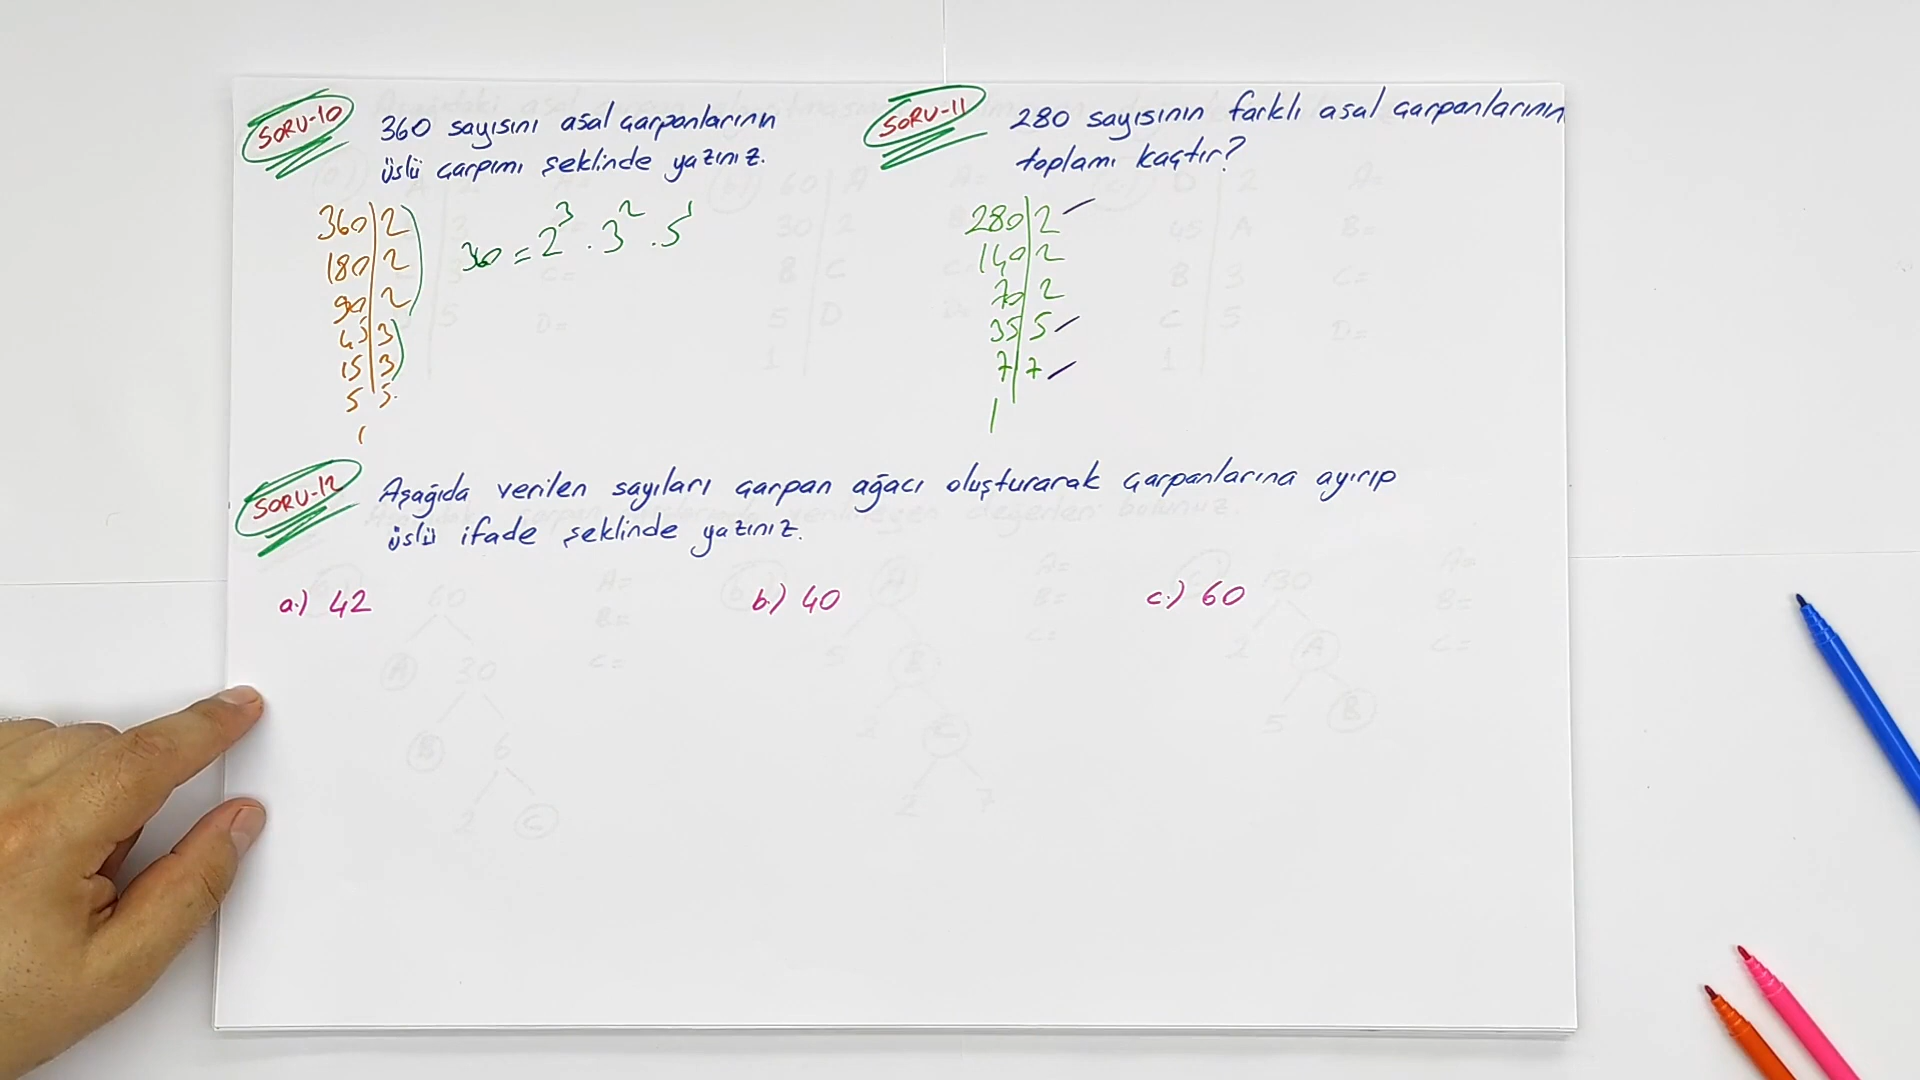 SORU-10
360 sayısını asal çarpanlarının
üslü çarpımı şeklinde yazınız.
360 2
180 2
90 2
45 3
15 3
5 5
1
360 = 2³ . 3² . 5¹
SORU-11
280 sayısının farklı asal çarpanlarının
toplamı kaçtır?
280 2
140 2
70 2
35 5
7 7
1
SORU-12
Aşağıda verilen sayıları çarpan ağacı oluşturarak çarpanlarına ayırıp
üslü ifade şeklinde yazınız.
a.) 42
b.) 40
c.) 60